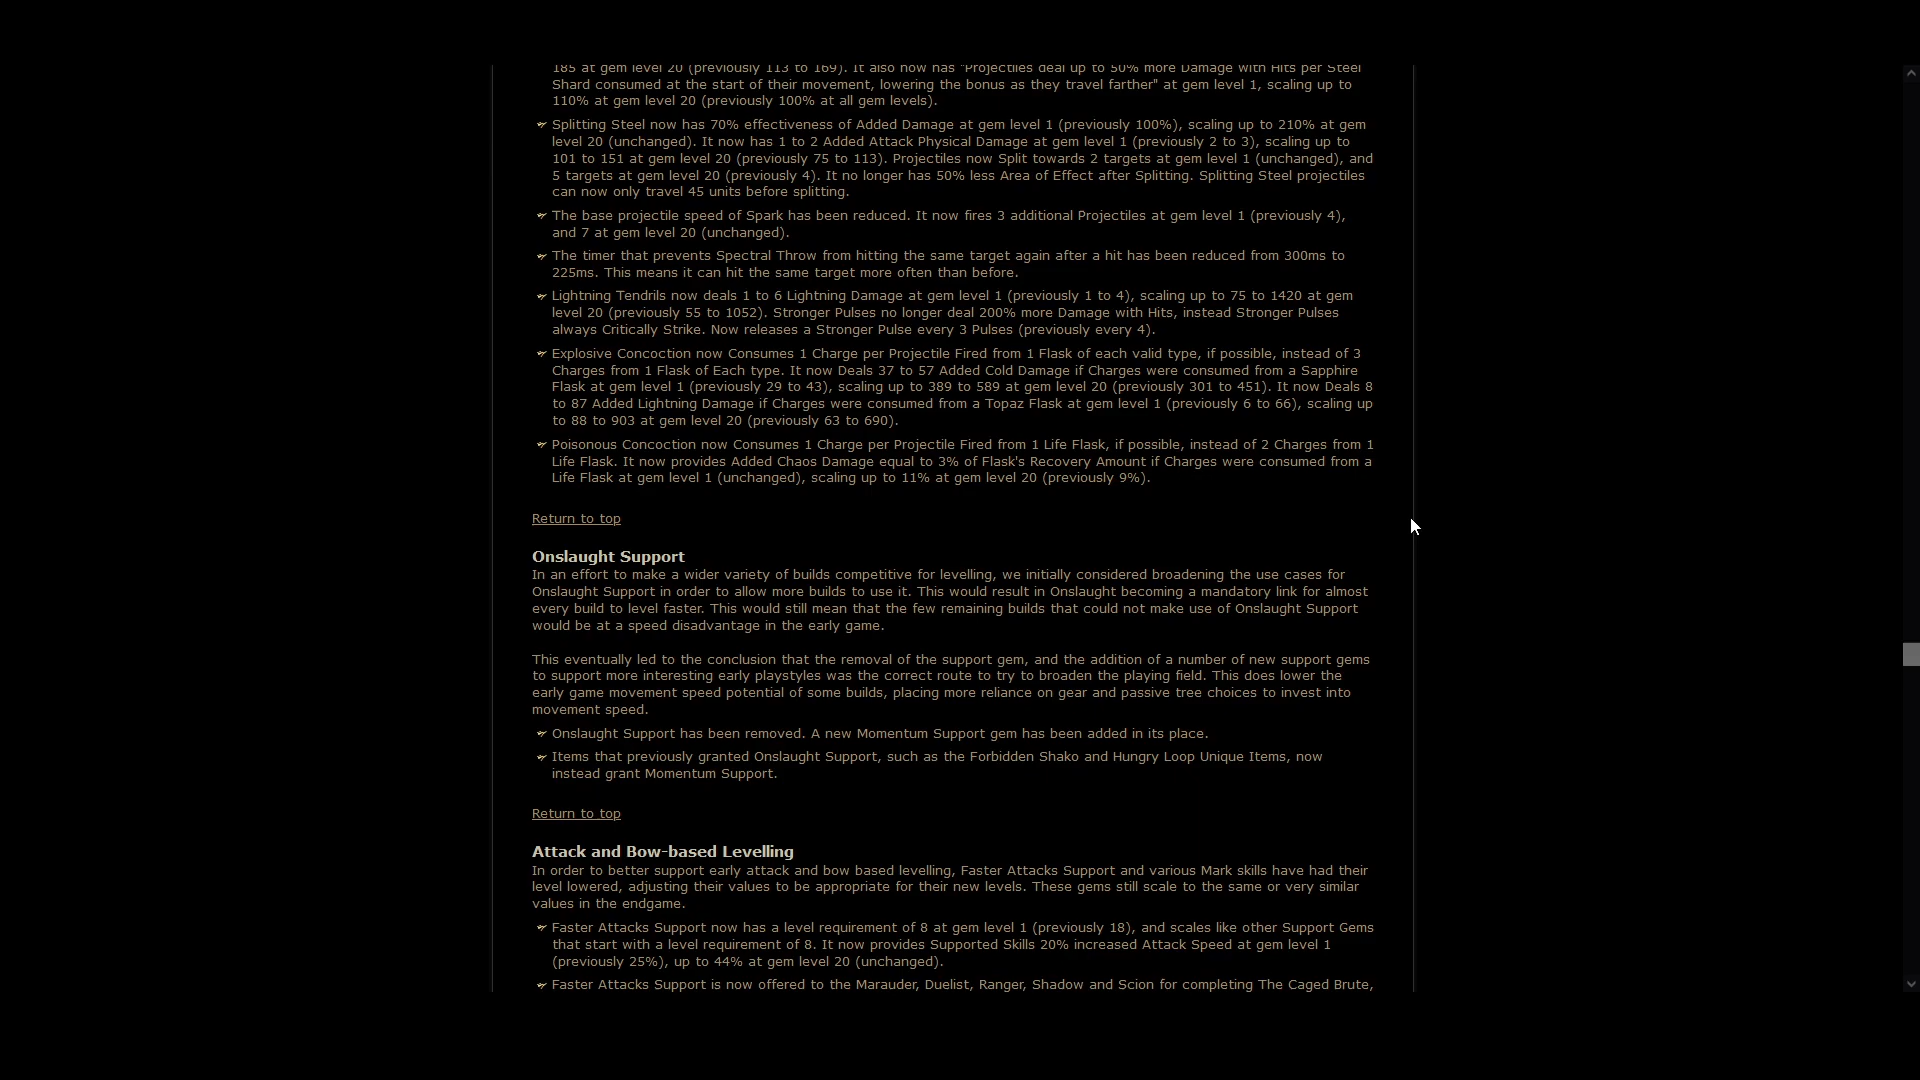 185 at gem level 20 (previously 113 to 169). It also now has "Projectiles deal up to 50% more Damage with Hits per Steel
Shard consumed at the start of their movement, lowering the bonus as they travel farther" at gem level 1, scaling up to
110% at gem level 20 (previously 100% at all gem levels).
Splitting Steel now has 70% effectiveness of Added Damage at gem level 1 (previously 100%), scaling up to 210% at gem
level 20 (unchanged). It now has 1 to 2 Added Attack Physical Damage at gem level 1 (previously 2 to 3), scaling up to
101 to 151 at gem level 20 (previously 75 to 113). Projectiles now Split towards 2 targets at gem level 1 (unchanged), and
5 targets at gem level 20 (previously 4). It no longer has 50% less Area of Effect after Splitting. Splitting Steel projectiles
can now only travel 45 units before splitting.
The base projectile speed of Spark has been reduced. It now fires 3 additional Projectiles at gem level 1 (previously 4),
and 7 at gem level 20 (unchanged).
The timer that prevents Spectral Throw from hitting the same target again after a hit has been reduced from 300ms to
225ms. This means it can hit the same target more often than before.
Lightning Tendrils now deals 1 to 6 Lightning Damage at gem level 1 (previously 1 to 4), scaling up to 75 to 1420 at gem
level 20 (previously 55 to 1052). Stronger Pulses no longer deal 200% more Damage with Hits, instead Stronger Pulses
always Critically Strike. Now releases a Stronger Pulse every 3 Pulses (previously every 4).
Explosive Concoction now Consumes 1 Charge per Projectile Fired from 1 Flask of each valid type, if possible, instead of 3
Charges from 1 Flask of Each type. It now Deals 37 to 57 Added Cold Damage if Charges were consumed from a Sapphire
Flask at gem level 1 (previously 29 to 43), scaling up to 389 to 589 at gem level 20 (previously 301 to 451). It now Deals 8
to 87 Added Lightning Damage if Charges were consumed from a Topaz Flask at gem level 1 (previously 6 to 66), scaling up
to 88 to 903 at gem level 20 (previously 63 to 690).
Poisonous Concoction now Consumes 1 Charge per Projectile Fired from 1 Life Flask, if possible, instead of 2 Charges from 1
Life Flask. It now provides Added Chaos Damage equal to 3% of Flask's Recovery Amount if Charges were consumed from a
Life Flask at gem level 1 (unchanged), scaling up to 11% at gem level 20 (previously 9%).
Return to top
Onslaught Support
In an effort to make a wider variety of builds competitive for levelling, we initially considered broadening the use cases for
Onslaught Support in order to allow more builds to use it. This would result in Onslaught becoming a mandatory link for almost
every build to level faster. This would still mean that the few remaining builds that could not make use of Onslaught Support
would be at a speed disadvantage in the early game.
This eventually led to the conclusion that the removal of the support gem, and the addition of a number of new support gems
to support more interesting early playstyles was the correct route to try to broaden the playing field. This does lower the
early game movement speed potential of some builds, placing more reliance on gear and passive tree choices to invest into
movement speed.
Onslaught Support has been removed. A new Momentum Support gem has been added in its place.
Items that previously granted Onslaught Support, such as the Forbidden Shako and Hungry Loop Unique Items, now
instead grant Momentum Support.
Return to top
Attack and Bow-based Levelling
In order to better support early attack and bow based levelling, Faster Attacks Support and various Mark skills have had their
level lowered, adjusting their values to be appropriate for their new levels. These gems still scale to the same or very similar
values in the endgame.
Faster Attacks Support now has a level requirement of 8 at gem level 1 (previously 18), and scales like other Support Gems
that start with a level requirement of 8. It now provides Supported Skills 20% increased Attack Speed at gem level 1
(previously 25%), up to 44% at gem level 20 (unchanged).
Faster Attacks Support is now offered to the Marauder, Duelist, Ranger, Shadow and Scion for completing The Caged Brute,